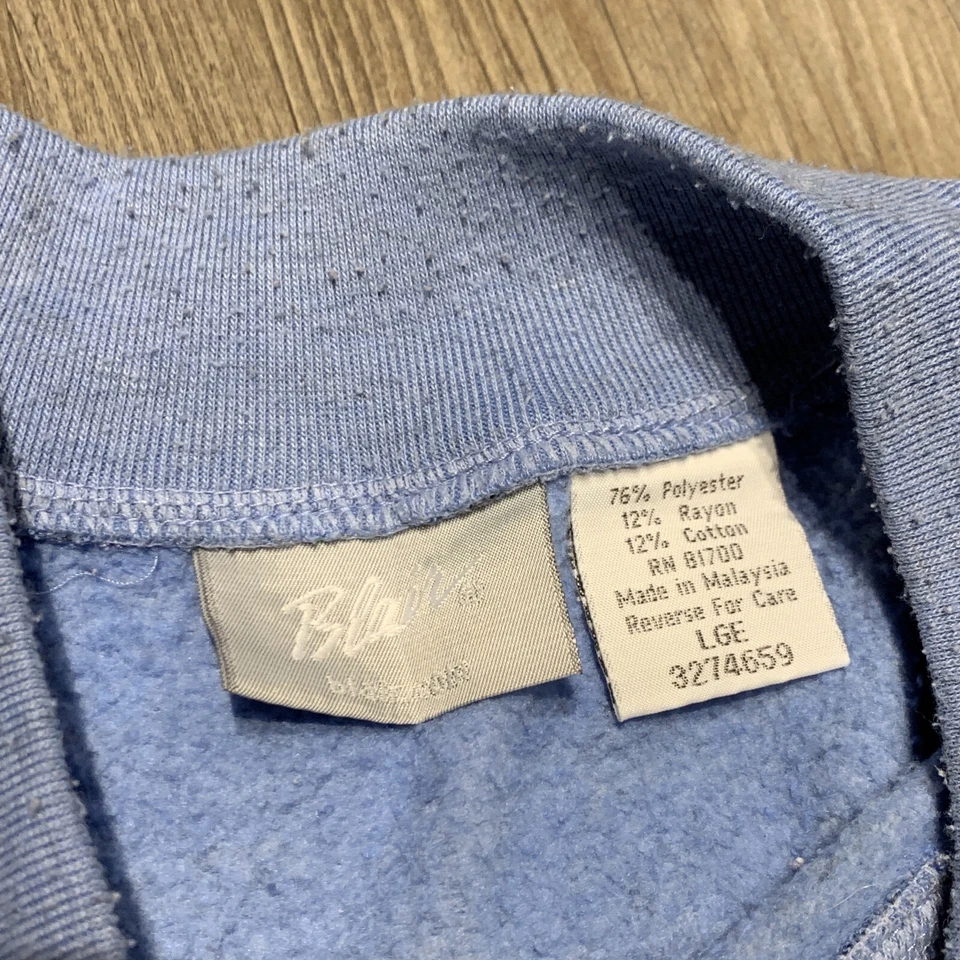 Blair
76% Polyester
12% Rayon
12% Cotton
RN 81700
Made in Malaysia
Reverse For Care
LGE
3274659